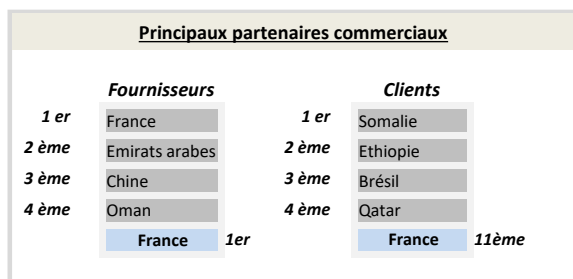 Principaux partenaires commerciaux
Fournisseurs Clients
1 er France 1 er Somalie
2 ème Emirats arabes 2 ème Ethiopie
3 ème Chine 3 ème Brésil
4 ème Oman 4 ème Qatar
France 1er France 11ème